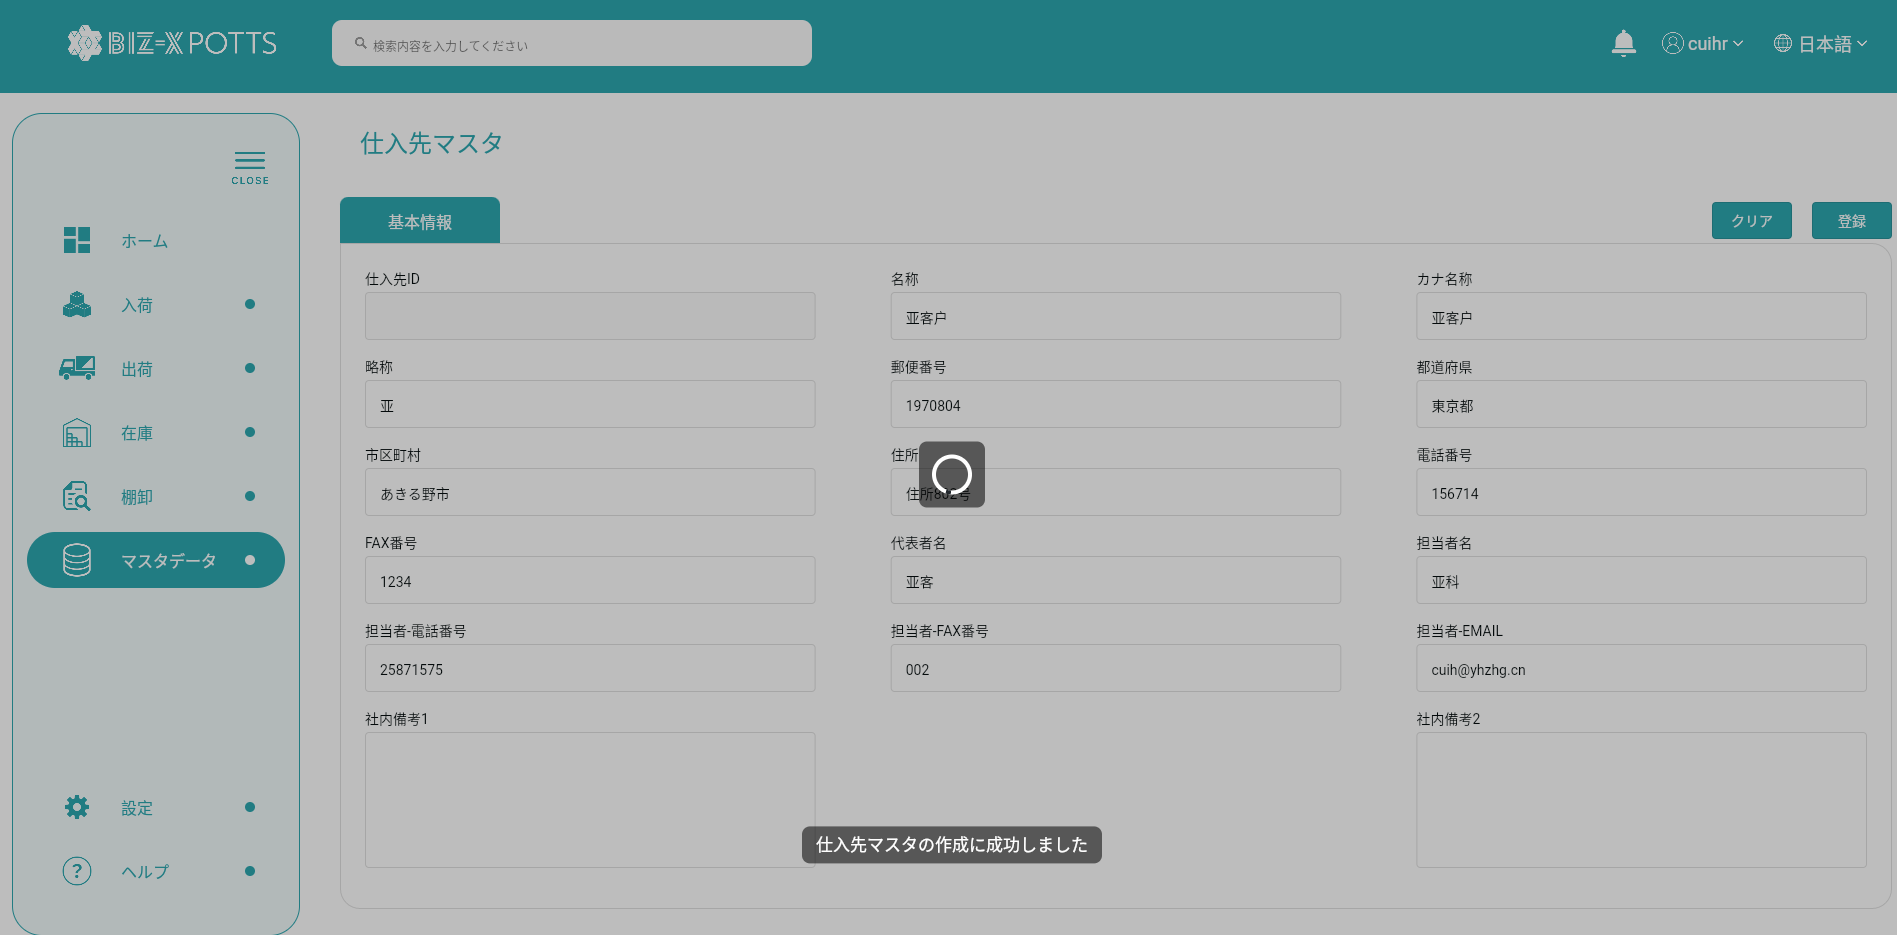 BIZ=X POTTS
検索内容を入力してください
cuihr
日本語
CLOSE
ホーム
入荷
出荷
在庫
棚卸
マスタデータ
設定
ヘルプ
仕入先マスタ
基本情報
クリア
登録
仕入先ID
名称
亚客户
カナ名称
亚客户
略称
亚
郵便番号
1970804
都道府県
東京都
市区町村
あきる野市
住所
電話番号
156714
FAX番号
1234
代表者名
亚客
担当者名
亚科
担当者-電話番号
25871575
担当者-FAX番号
002
担当者-EMAIL
cuih@yhzhg.cn
社内備考1
社内備考2
仕入先マスタの作成に成功しました